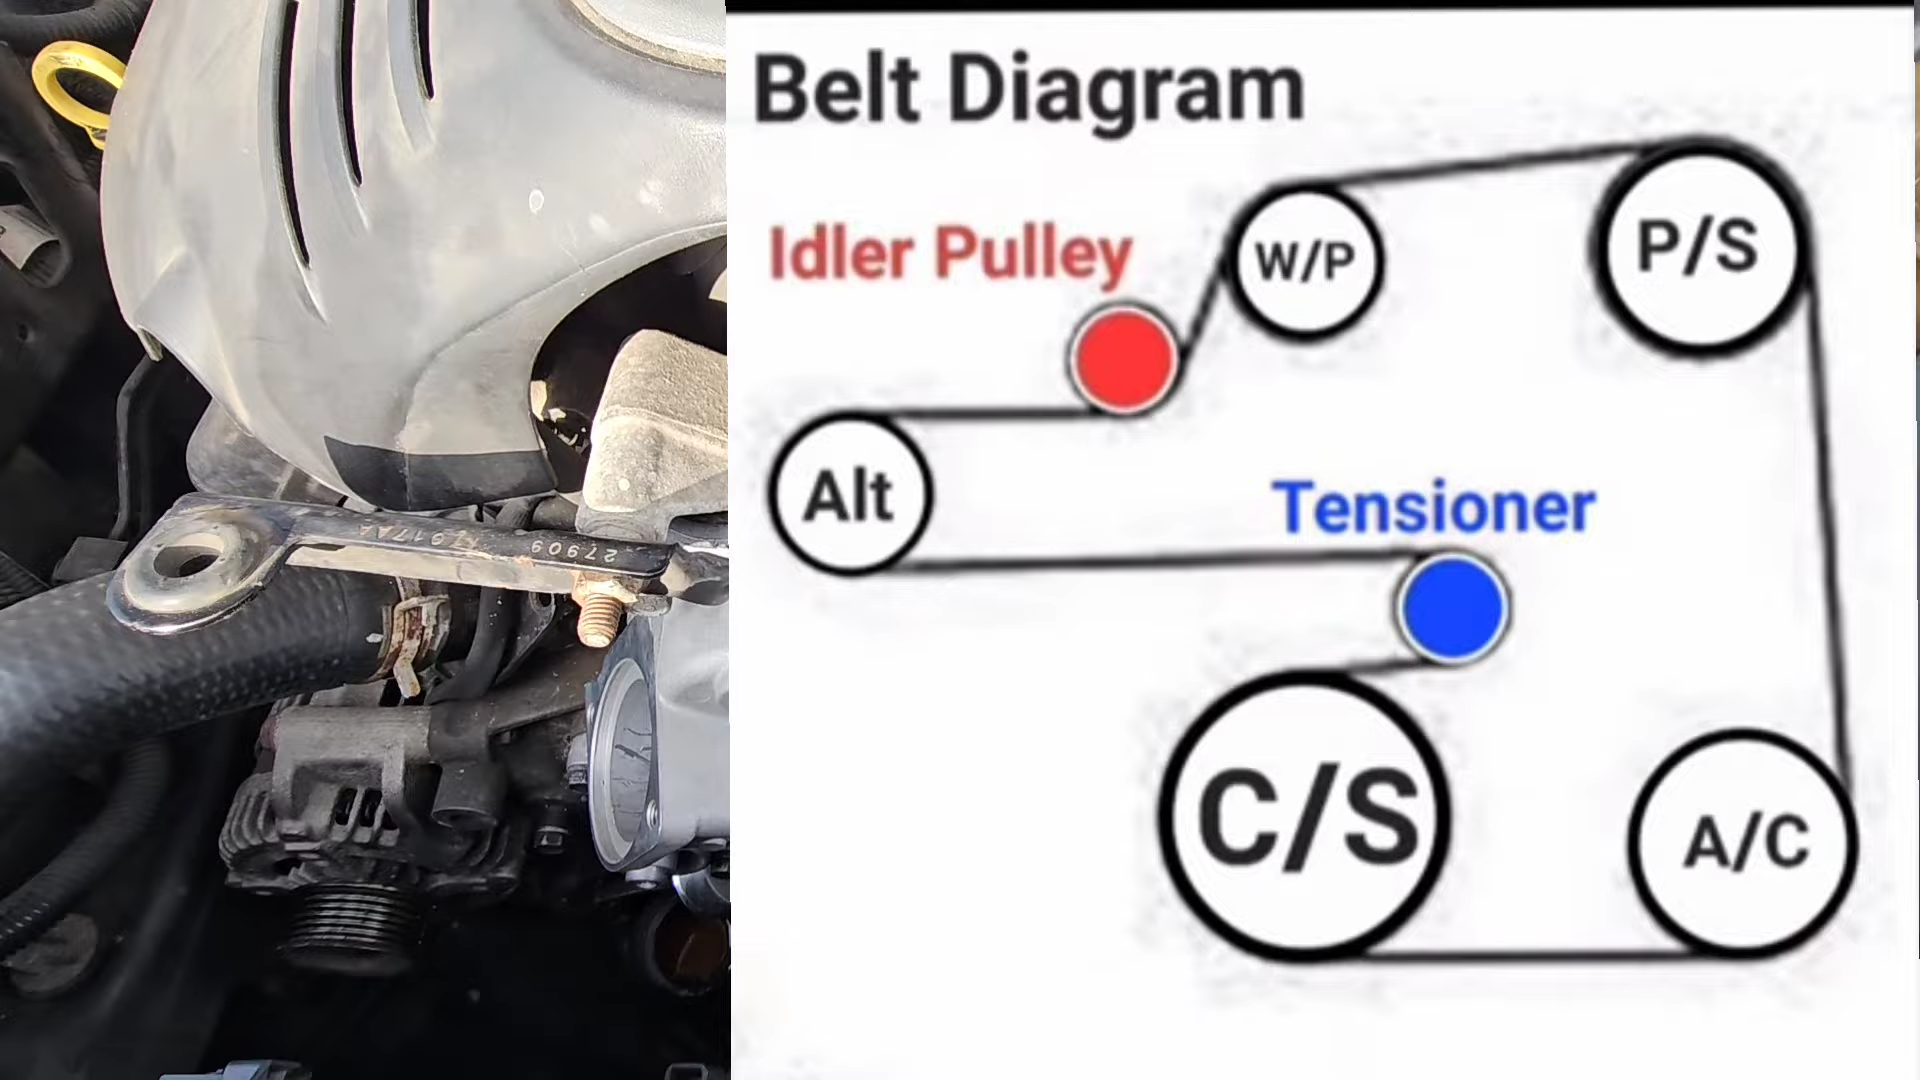 Belt Diagram
Idler Pulley
W/P
P/S
Alt
Tensioner
C/S
A/C
27909